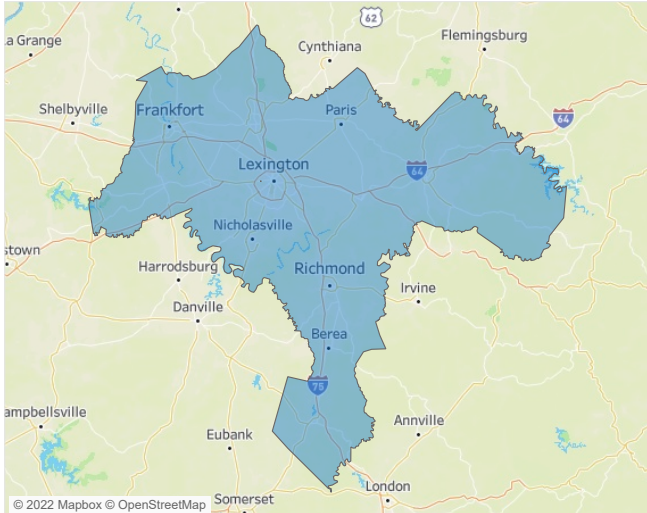 62
a Grange
Cynthiana
Flemingsburg
Shelbyville
Frankfort
Paris
64
Lexington
64
Nicholasville
stown
Harrodsburg
Richmond
Irvine
Danville
Berea
75
ampbellsville
Annville
Eubank
London
Somerset
© 2022 Mapbox © OpenStreetMap